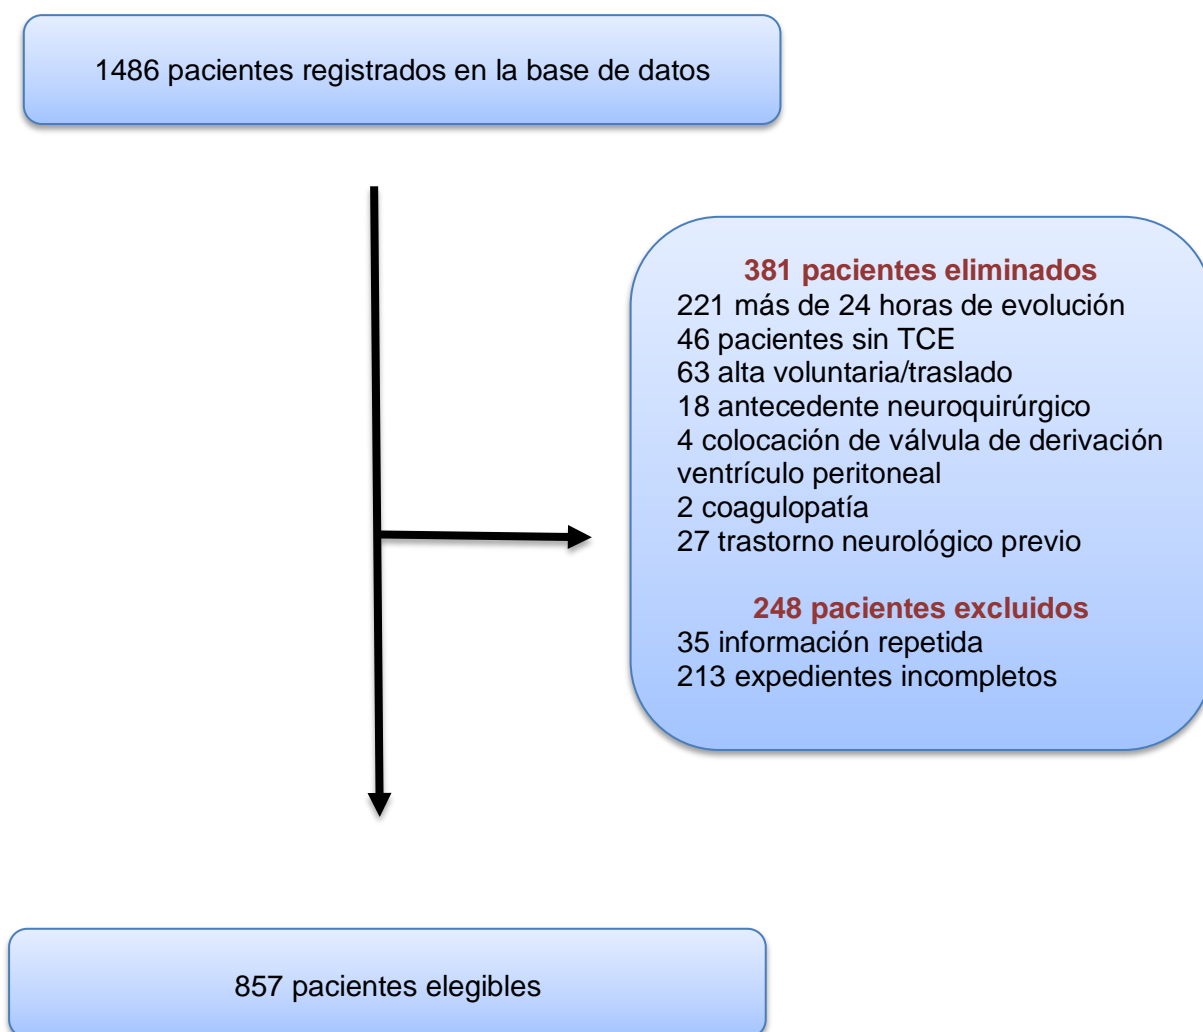 1486 pacientes registrados en la base de datos
381 pacientes eliminados
221 más de 24 horas de evolución
46 pacientes sin TCE
63 alta voluntaria/traslado
18 antecedente neuroquirúrgico
4 colocación de válvula de derivación
ventrículo peritoneal
2 coagulopatía
27 trastorno neurológico previo
248 pacientes excluidos
35 información repetida
213 expedientes incompletos
857 pacientes elegibles